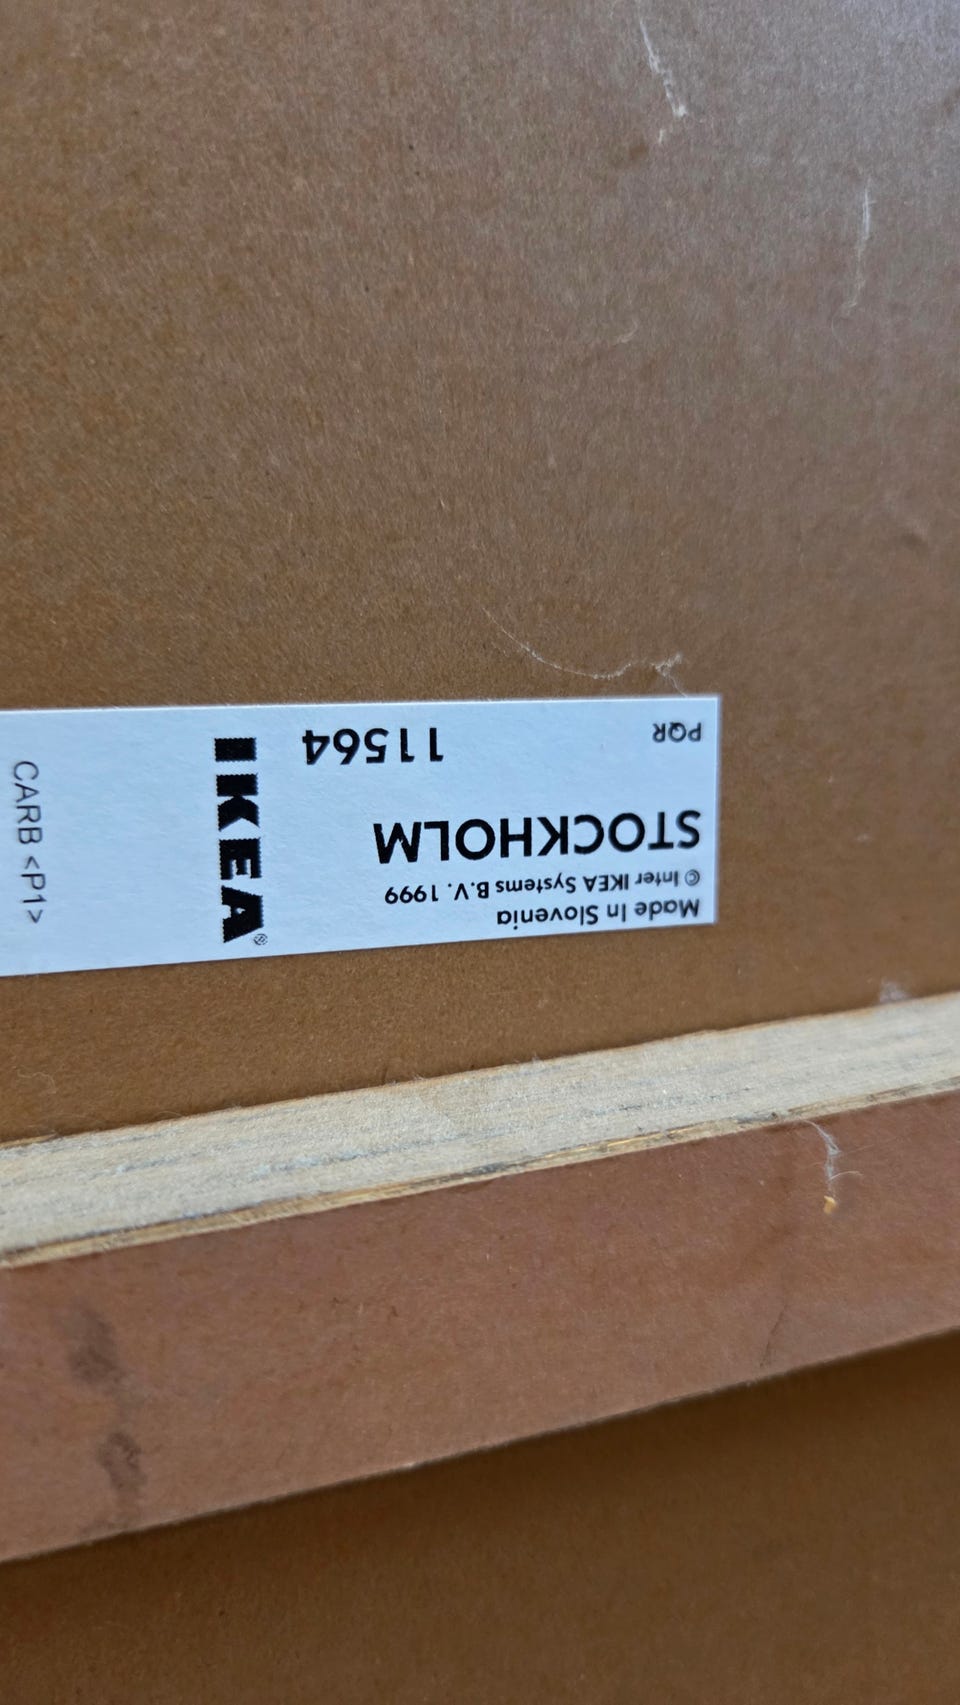 Made In Slovenia
© Inter IKEA Systems B.V. 1999
STOCKHOLM
PQR
11564
IKEA®
CARB <P1>